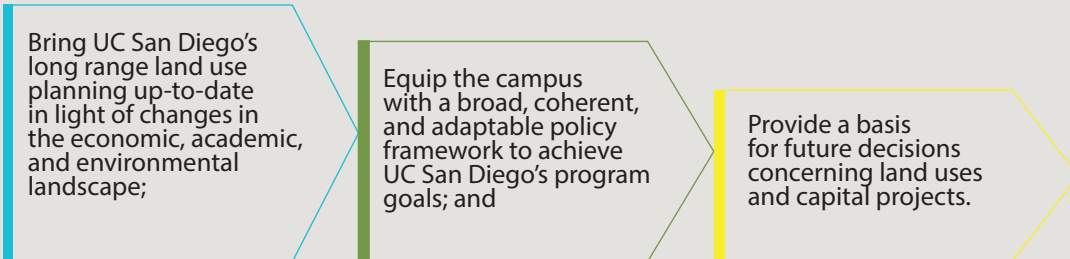 Bring UC San Diego’s
long range land use
planning up-to-date
in light of changes in
the economic, academic,
and environmental
landscape;
Equip the campus
with a broad, coherent,
and adaptable policy
framework to achieve
UC San Diego’s program
goals; and
Provide a basis
for future decisions
concerning land uses
and capital projects.